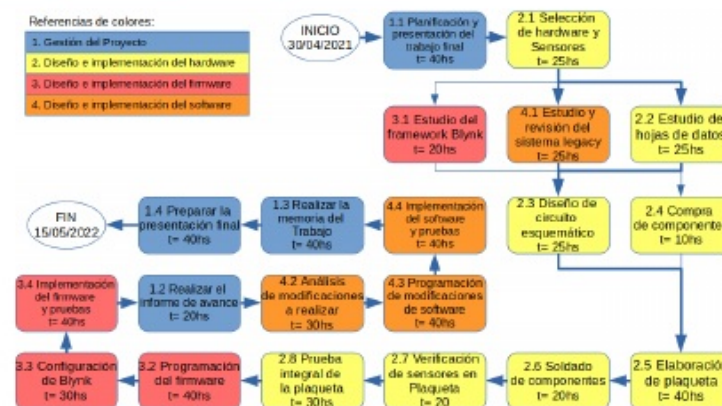 Referencias de colores:
1. Gestión del Proyecto
2. Diseño e implementación del hardware
3. Diseño e implementación del firmware
4. Diseño e implementación del software
INICIO
30/04/2021
1.1 Planificación y
presentación del
trabajo final
t= 40hs
2.1 Selección
de hardware y
Sensores
t= 25hs
3.1 Estudio del
framework Blynk
t= 20hs
4.1 Estudio y
revisión del
sistema legacy
t= 25hs
2.2 Estudio de
hojas de datos
t= 25hs
FIN
15/05/2022
1.4 Preparar la
presentación final
t= 40hs
1.3 Realizar la
memoria del
Trabajo
t= 40hs
4.4 Implementación
del software
y pruebas
t= 40hs
2.3 Diseño de
circuito
esquemático
t= 25hs
2.4 Compra
de componentes
t= 10hs
3.4 Implementación
del firmware
y pruebas
t= 40hs
1.2 Realizar el
informe de avance
t= 20hs
4.2 Análisis
de modificaciones
a realizar
t= 30hs
4.3 Programación
de modificaciones
de software
t= 40hs
3.3 Configuración
de Blynk
t= 30hs
3.2 Programación
del firmware
t= 40hs
2.8 Prueba
integral de
la plaqueta
t= 30hs
2.7 Verificación
de sensores en
Plaqueta
t= 20
2.6 Soldado
de componentes
t= 20hs
2.5 Elaboración
de plaqueta
t= 40hs